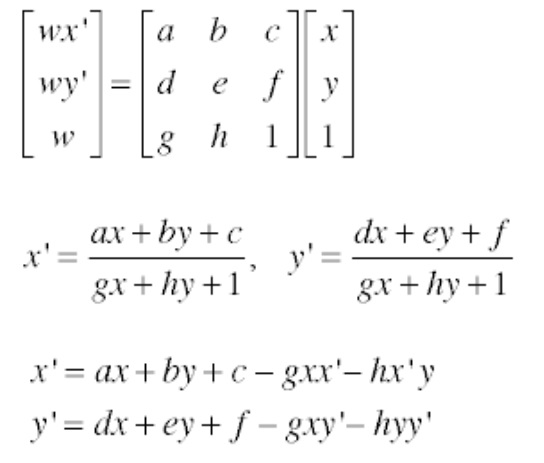 [wx'] = [a b c][x]
[wy'] = [d e f][y]
[w] = [g h 1][1]
x' = (ax + by + c)/(gx + hy + 1), y' = (dx + ey + f)/(gx + hy + 1)
x' = ax + by + c − gxx' − hx'y
y' = dx + ey + f − gxy' − hyy'